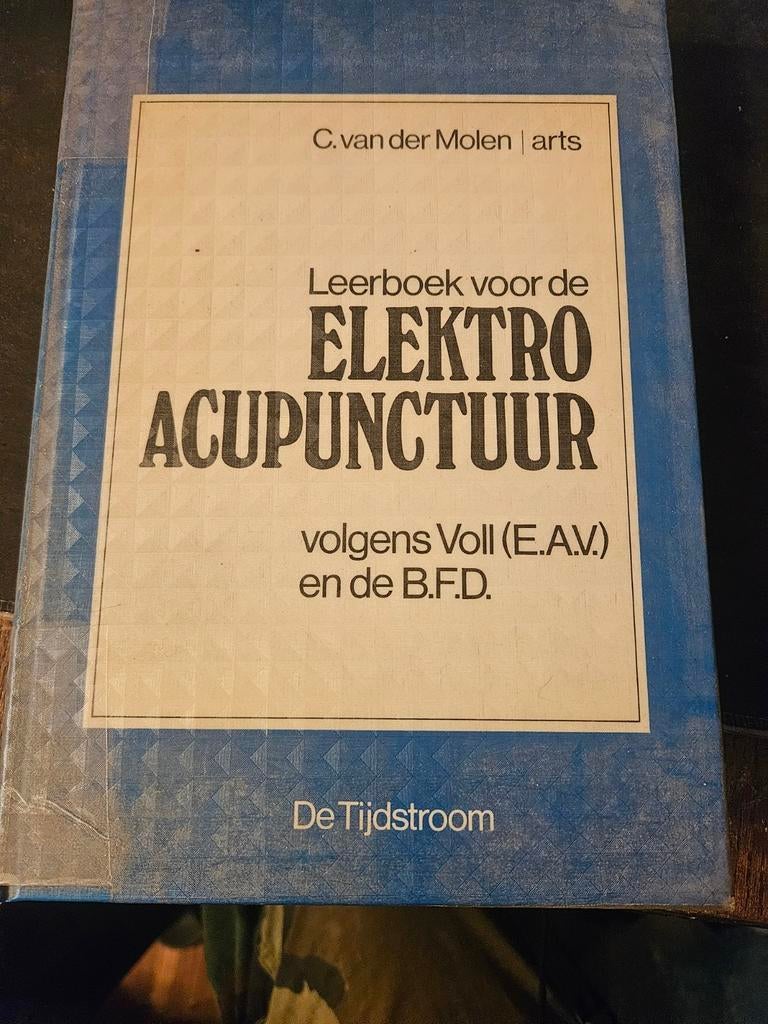 C. van der Molen | arts
Leerboek voor de
ELEKTRO
ACUPUNCTUUR
volgens Voll (E.A.V.)
en de B.F.D.
De Tijdstroom